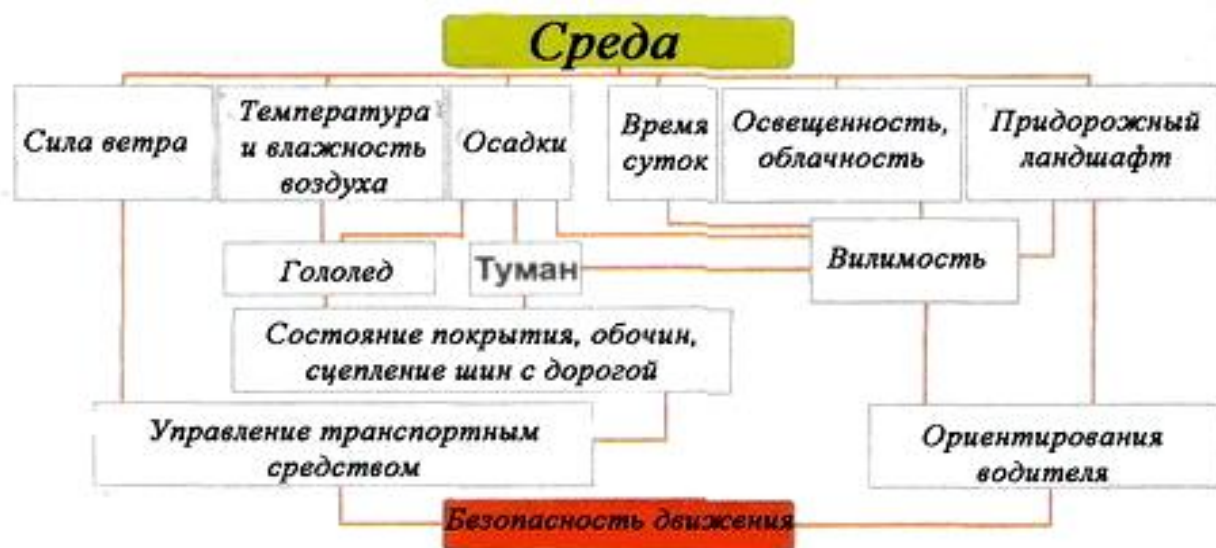 Среда
Сила ветра
Температура
и влажность
воздуха
Осадки
Время
суток
Освещенность,
облачность
Придорожный
ландшафт
Гололед
Туман
Вилимость
Состояние покрытия, обочин,
сцепление шин с дорогой
Управление транспортным
средством
Ориентирования
водителя
Безопасность движения